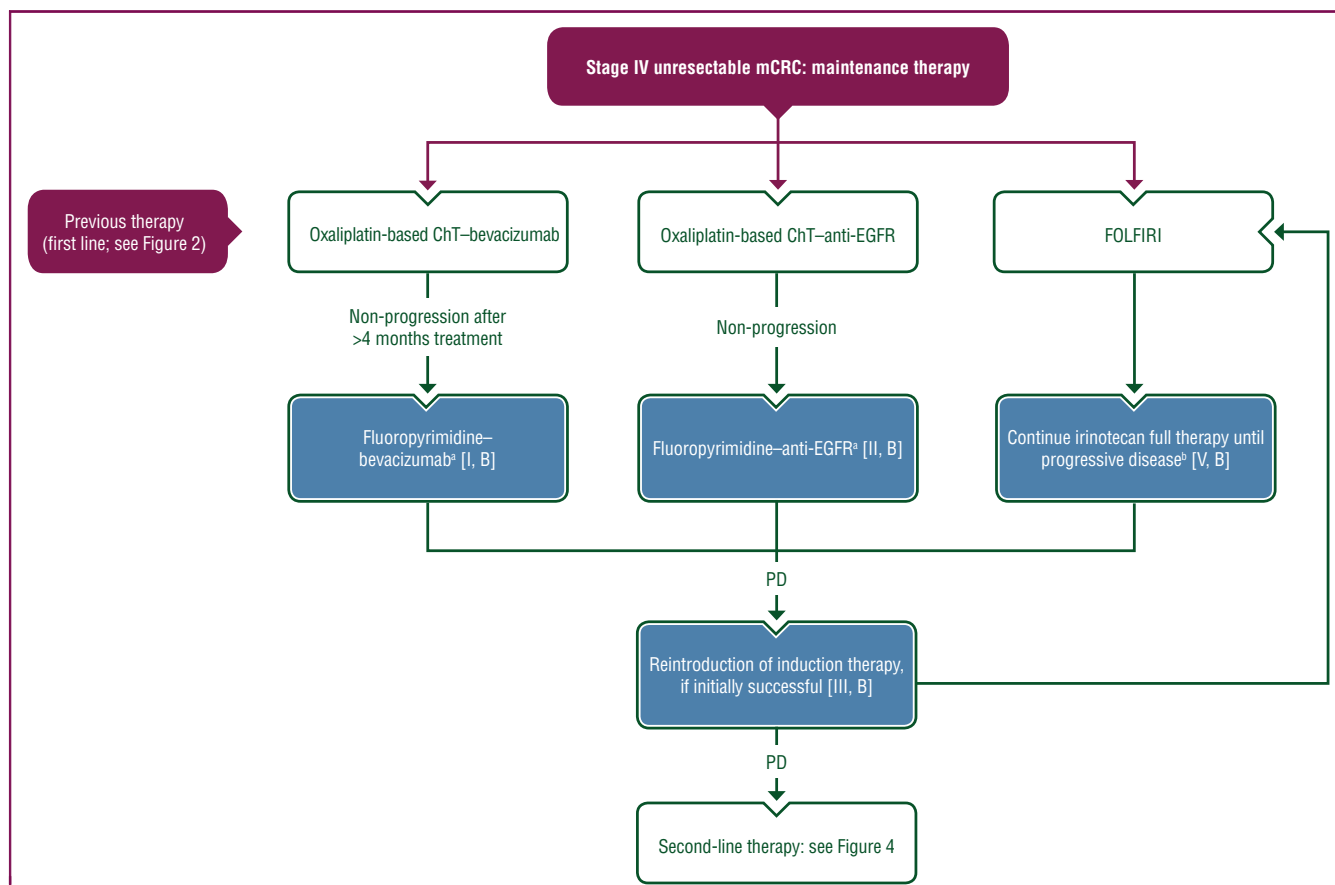 Stage IV unresectable mCRC: maintenance therapy
Previous therapy
(first line; see Figure 2)
Oxaliplatin-based ChT–bevacizumab
Oxaliplatin-based ChT–anti-EGFR
FOLFIRI
Non-progression after
>4 months treatment
Non-progression
Fluoropyrimidine–
bevacizumabᵃ [I, B]
Fluoropyrimidine–anti-EGFRᵃ [II, B]
Continue irinotecan full therapy until
progressive diseaseᵇ [V, B]
PD
Reintroduction of induction therapy,
if initially successful [III, B]
PD
Second-line therapy: see Figure 4